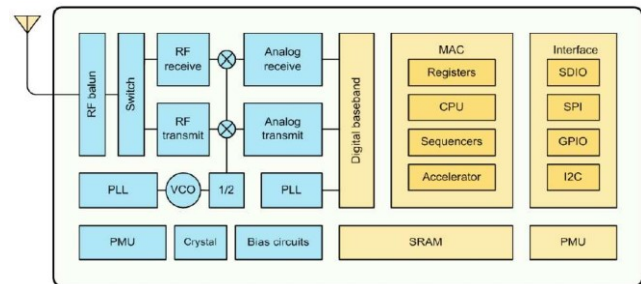 RF balun
Switch
RF
receive
Analog
receive
RF
transmit
Analog
transmit
PLL
VCO
1/2
PLL
Digital baseband
MAC
Registers
CPU
Sequencers
Accelerator
Interface
SDIO
SPI
GPIO
I2C
PMU
Crystal
Bias circuits
SRAM
PMU